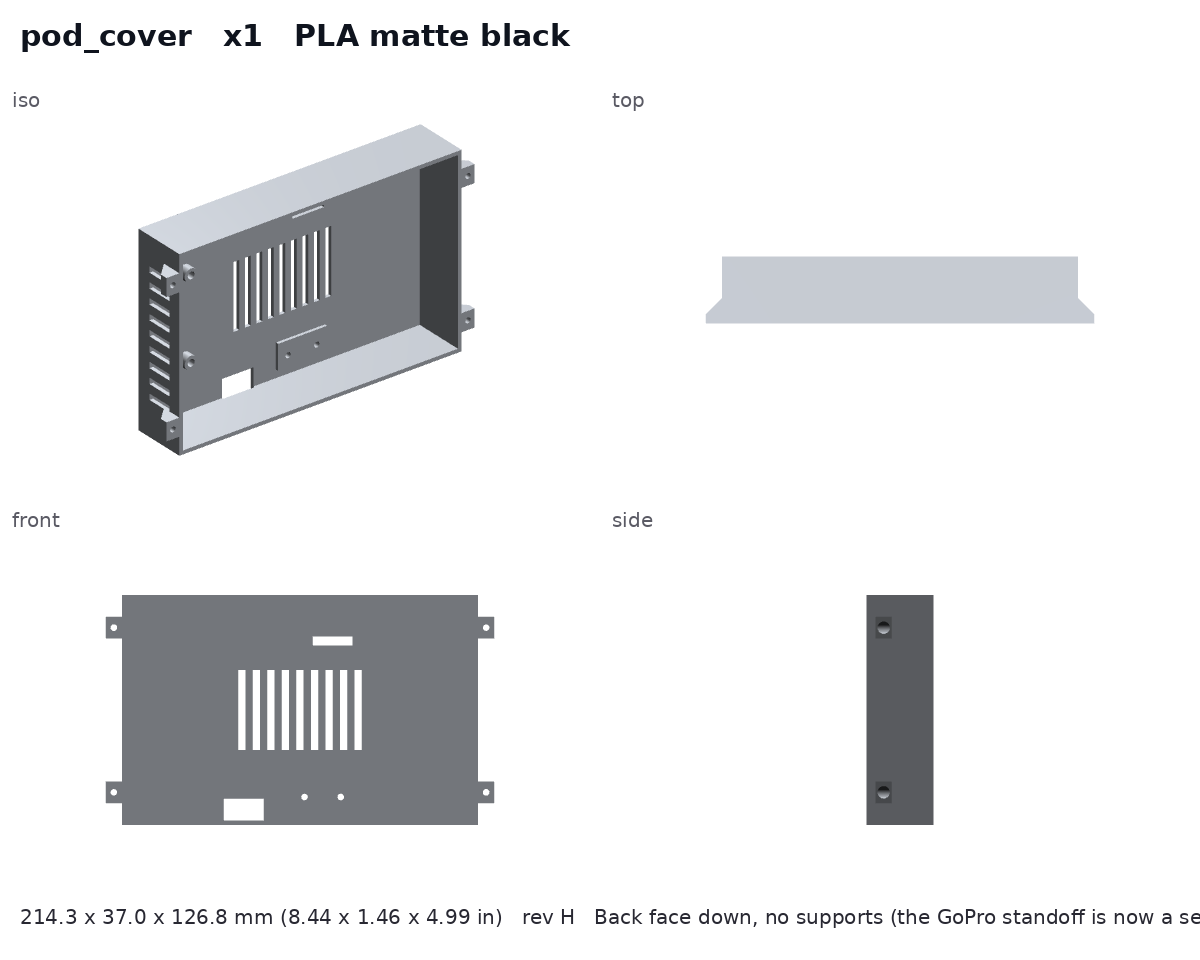 pod_cover x1 PLA matte black
iso
top
front
side
214.3 x 37.0 x 126.8 mm (8.44 x 1.46 x 4.99 in) rev H Back face down, no supports (the GoPro standoff is now a se